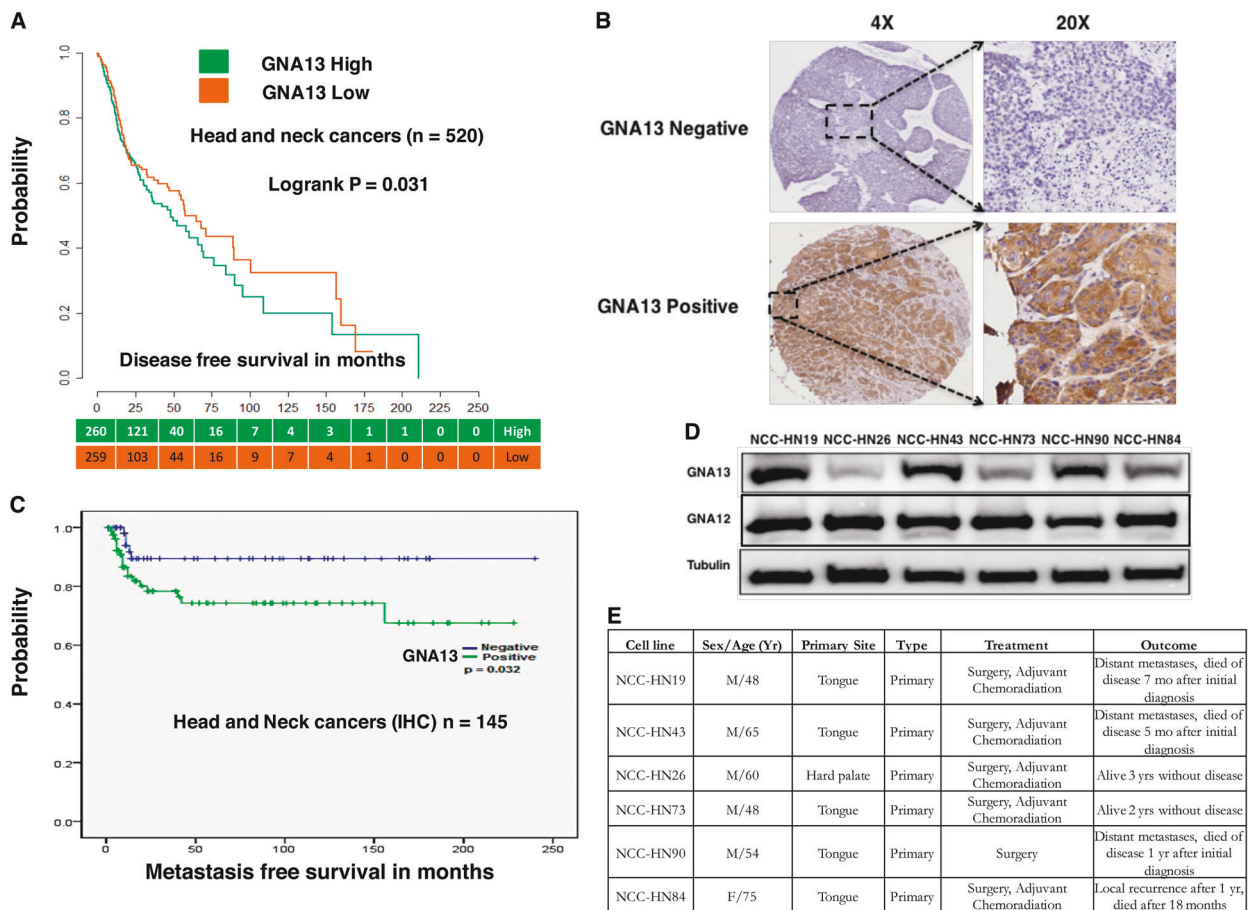 A
GNA13 High
GNA13 Low
Head and neck cancers (n = 520)
Logrank P = 0.031
Probability
1.0
0.8
0.6
0.4
0.2
0.0
Disease free survival in months
0 25 50 75 100 125 150 175 200 225 250
260 121 40 16 7 4 3 1 1 0 0 High
259 103 44 16 9 7 4 1 0 0 0 Low
B
4X 20X
GNA13 Negative
GNA13 Positive
C
Probability
1.0
0.8
0.6
0.4
0.2
0.0
GNA13
Negative
Positive
p = 0.032
Head and Neck cancers (IHC) n = 145
0 50 100 150 200 250
Metastasis free survival in months
D
NCC-HN19 NCC-HN26 NCC-HN43 NCC-HN73 NCC-HN90 NCC-HN84
GNA13
GNA12
Tubulin
E
Cell line Sex/Age (Yr) Primary Site Type Treatment Outcome
NCC-HN19 M/48 Tongue Primary Surgery, Adjuvant Chemoradiation Distant metastases, died of disease 7 mo after initial diagnosis
NCC-HN43 M/65 Tongue Primary Surgery, Adjuvant Chemoradiation Distant metastases, died of disease 5 mo after initial diagnosis
NCC-HN26 M/60 Hard palate Primary Surgery, Adjuvant Chemoradiation Alive 3 yrs without disease
NCC-HN73 M/48 Tongue Primary Surgery, Adjuvant Chemoradiation Alive 2 yrs without disease
NCC-HN90 M/54 Tongue Primary Surgery Distant metastases, died of disease 1 yr after initial diagnosis
NCC-HN84 F/75 Tongue Primary Surgery, Adjuvant Chemoradiation Local recurrence after 1 yr, died after 18 months